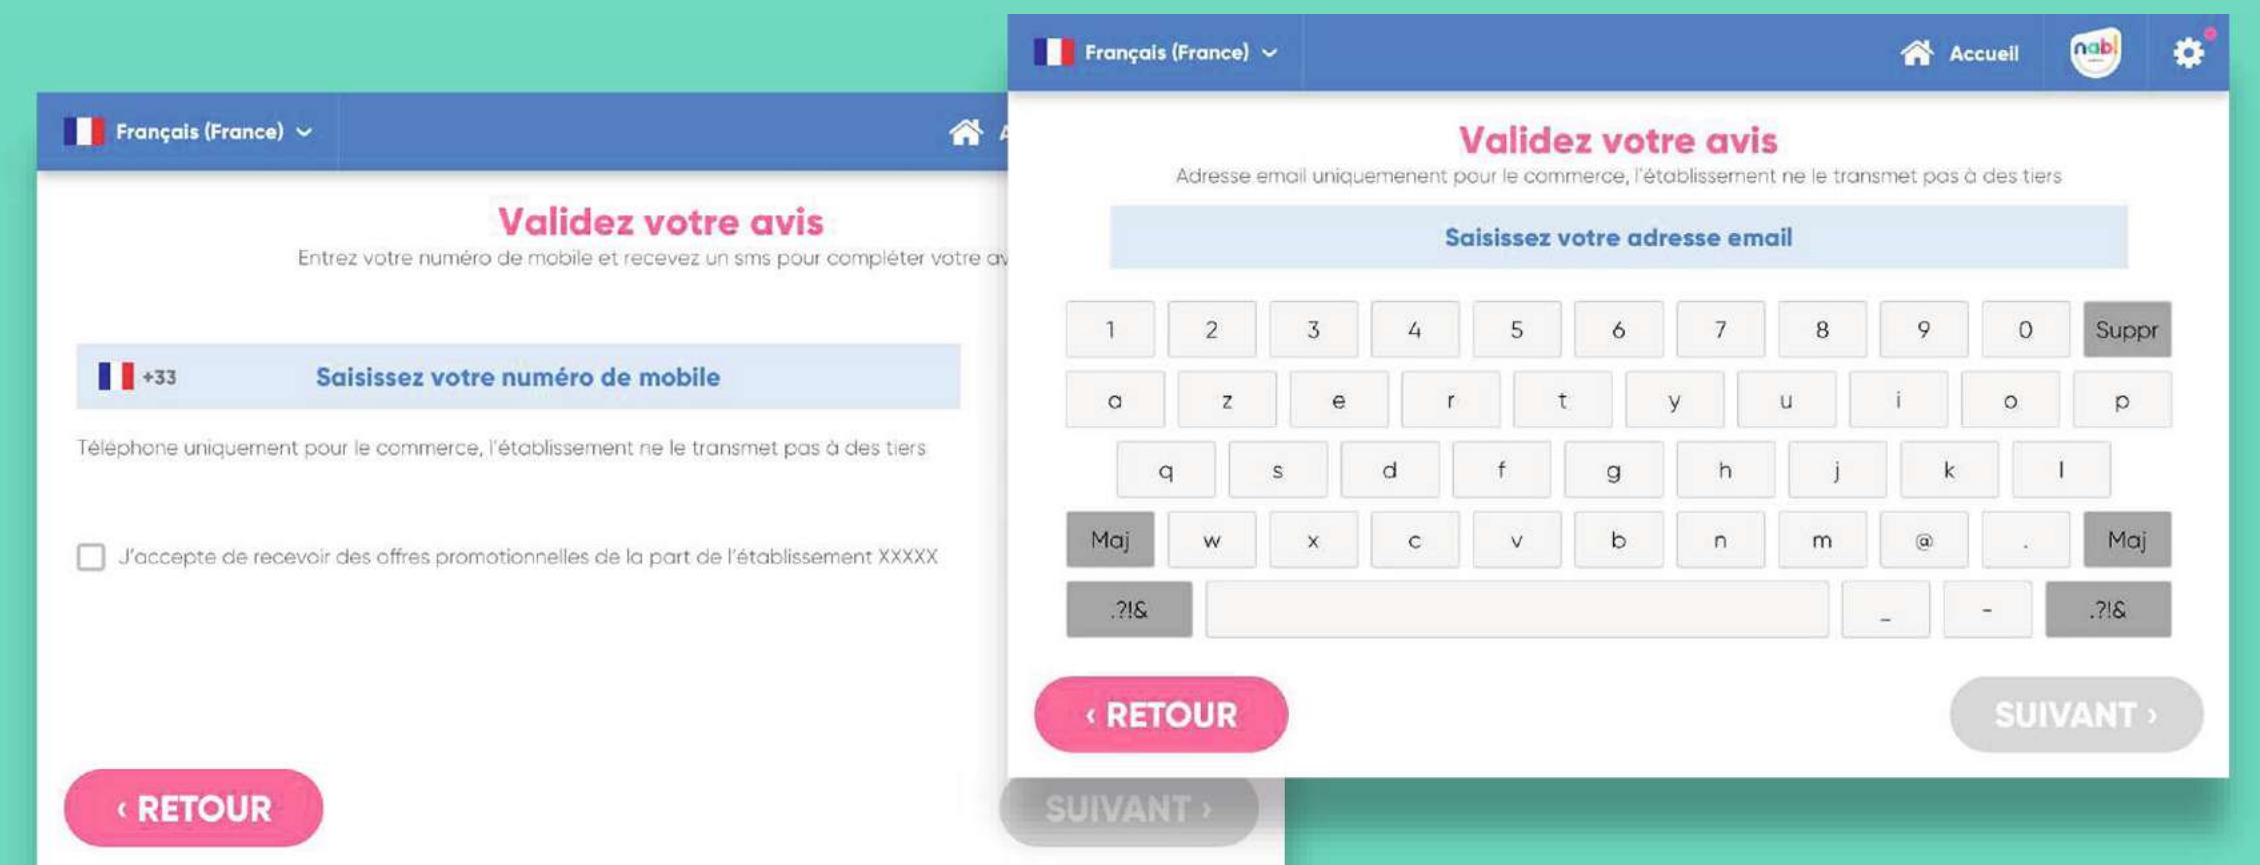 Français (France)
Validez votre avis
Entrez votre numéro de mobile et recevez un sms pour compléter votre
+33 Saisissez votre numéro de mobile
Téléphone uniquement pour le commerce, l'établissement ne le transmet pas à des tiers
J'accepte de recevoir des offres promotionnelles de la part de l'établissement XXXXX
‹ RETOUR
SUIVANT ›
Français (France)
Accueil
nab!
Validez votre avis
Adresse email uniquemenent pour le commerce, l'établissement ne le transmet pas à des tiers
Saisissez votre adresse email
1 2 3 4 5 6 7 8 9 0 Suppr
a z e r t y u i o p
q s d f g h j k l
Maj w x c v b n m @ . Maj
.?!& _ - .?!&
‹ RETOUR
SUIVANT ›